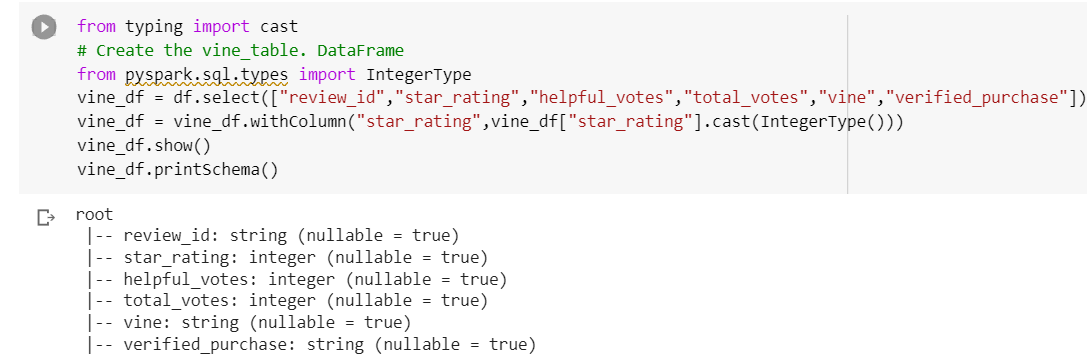 from typing import cast
# Create the vine_table. DataFrame
from pyspark.sql.types import IntegerType
vine_df = df.select(["review_id","star_rating","helpful_votes","total_votes","vine","verified_purchase"])
vine_df = vine_df.withColumn("star_rating",vine_df["star_rating"].cast(IntegerType()))
vine_df.show()
vine_df.printSchema()
root
 |-- review_id: string (nullable = true)
 |-- star_rating: integer (nullable = true)
 |-- helpful_votes: integer (nullable = true)
 |-- total_votes: integer (nullable = true)
 |-- vine: string (nullable = true)
 |-- verified_purchase: string (nullable = true)